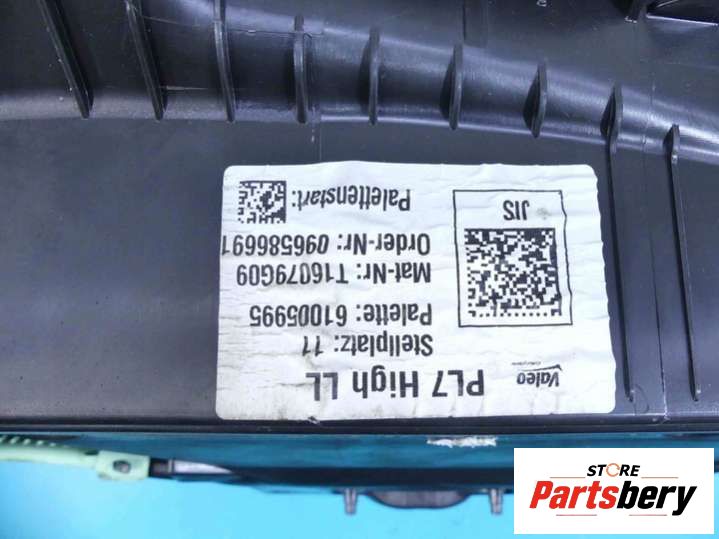 Valeo
PL7 High LL
Stellplatz: 11
Palette: 61005995
Mat-Nr: T16079G09
Order-Nr: 096586691
Palettenstart:
JIS
STORE
Partsbery